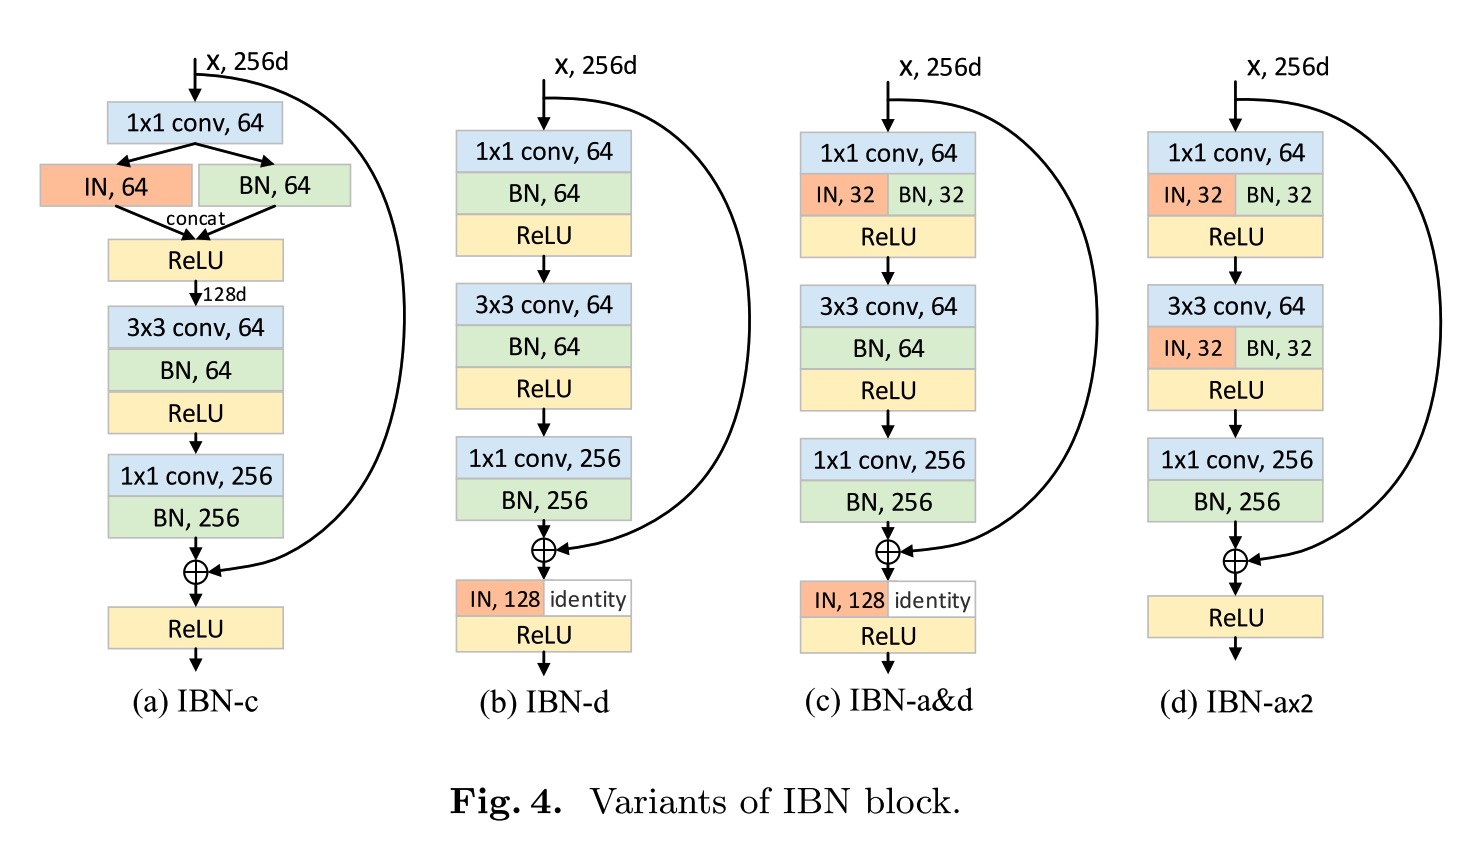 x, 256d
1x1 conv, 64
IN, 64
BN, 64
concat
ReLU
128d
3x3 conv, 64
BN, 64
ReLU
1x1 conv, 256
BN, 256
ReLU
(a) IBN-c
x, 256d
1x1 conv, 64
BN, 64
ReLU
3x3 conv, 64
BN, 64
ReLU
1x1 conv, 256
BN, 256
IN, 128 identity
ReLU
(b) IBN-d
x, 256d
1x1 conv, 64
IN, 32 BN, 32
ReLU
3x3 conv, 64
BN, 64
ReLU
1x1 conv, 256
BN, 256
IN, 128 identity
ReLU
(c) IBN-a&d
x, 256d
1x1 conv, 64
IN, 32 BN, 32
ReLU
3x3 conv, 64
IN, 32 BN, 32
ReLU
1x1 conv, 256
BN, 256
ReLU
(d) IBN-ax2
Fig. 4. Variants of IBN block.